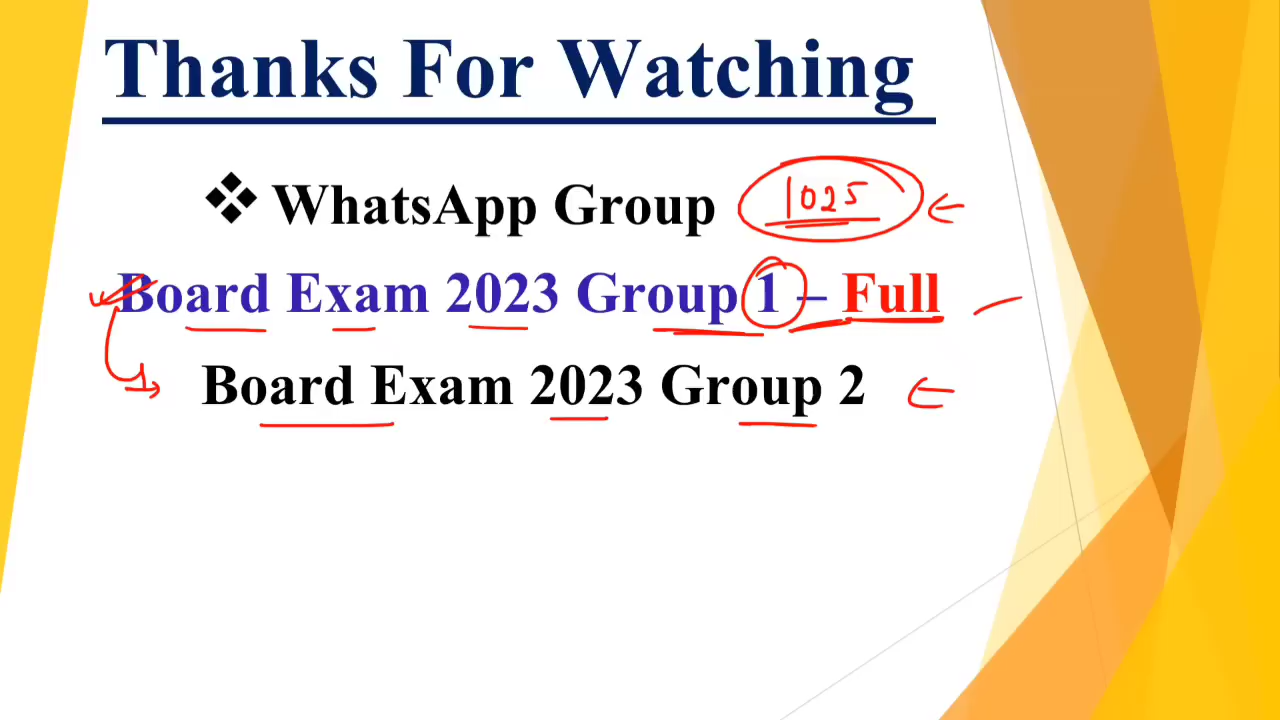 Thanks For Watching
❖ WhatsApp Group 1025
Board Exam 2023 Group 1 – Full
Board Exam 2023 Group 2